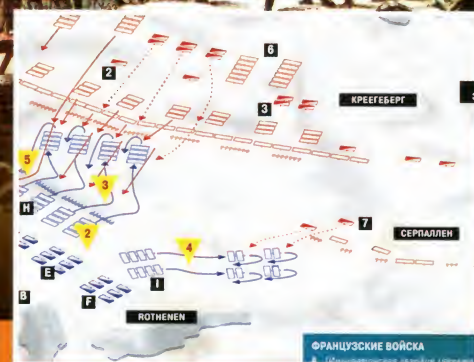 6
2
КРЕЕГЕБЕРГ
3
5
3
H
2
7
4
СЕРПАЛЛЕН
E
I
B
F
ROTHENEN
ФРАНЦУЗСКИЕ ВОЙСКА